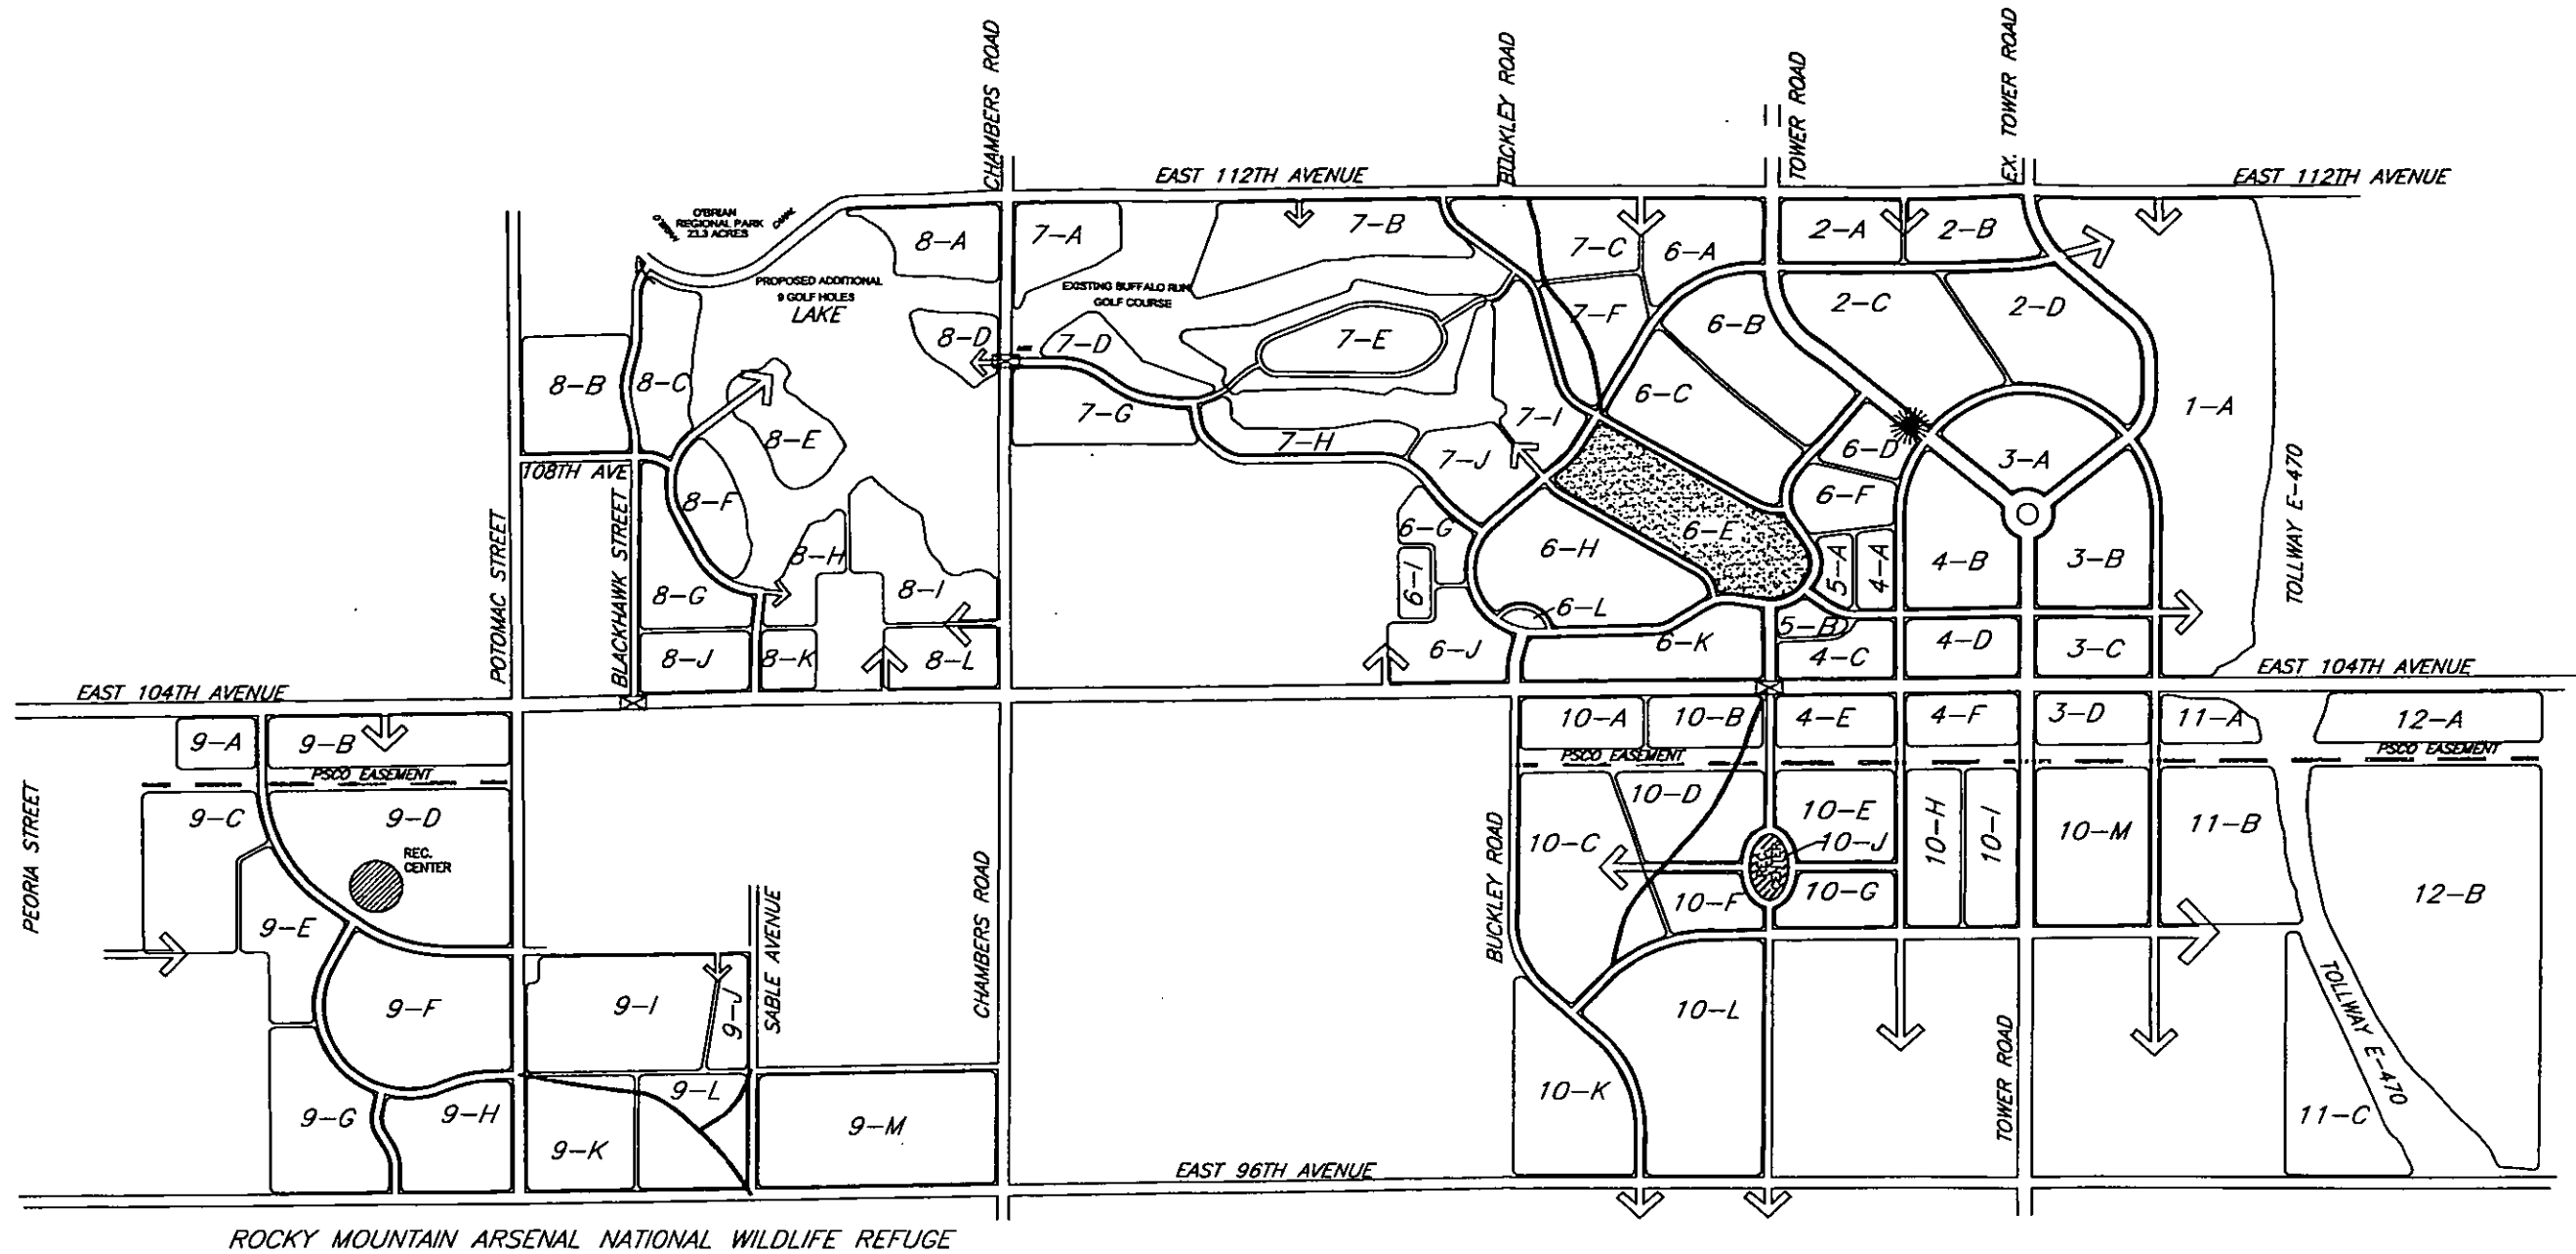 CHAMBERS ROAD
BUCKLEY ROAD
TOWER ROAD
EX. TOWER ROAD
EAST 112TH AVENUE
EAST 112TH AVENUE
O'BRIAN
REGIONAL PARK
23.3 ACRES
CANAL
8-A
7-A
7-B
7-C
6-A
2-A
2-B
PROPOSED ADDITIONAL
9 GOLF HOLES
LAKE
EXISTING BUFFALO RUN
GOLF COURSE
8-D
7-D
7-E
7-F
6-B
2-C
2-D
8-B
8-C
7-G
7-I
6-C
1-A
8-E
7-H
7-J
6-D
3-A
108TH AVE
8-F
6-F
6-G
6-E
6-H
8-H
5-A
4-A
4-B
3-B
8-G
8-I
6-I
6-L
5-B
8-J
8-K
8-L
6-J
6-K
4-C
4-D
3-C
POTOMAC STREET
BLACKHAWK STREET
TOLLWAY E-470
EAST 104TH AVENUE
EAST 104TH AVENUE
9-A
9-B
10-A
10-B
4-E
4-F
3-D
11-A
12-A
PSCO EASEMENT
PSCO EASEMENT
PSCO EASEMENT
PEORIA STREET
9-C
9-D
REC.
CENTER
10-C
10-D
10-E
10-J
10-H
10-I
10-M
11-B
12-B
9-E
10-F
10-G
BUCKLEY ROAD
CHAMBERS ROAD
SABLE AVENUE
9-F
9-I
9-J
10-L
TOWER ROAD
TOLLWAY E-470
9-G
9-H
9-L
9-K
9-M
10-K
11-C
EAST 96TH AVENUE
ROCKY MOUNTAIN ARSENAL NATIONAL WILDLIFE REFUGE